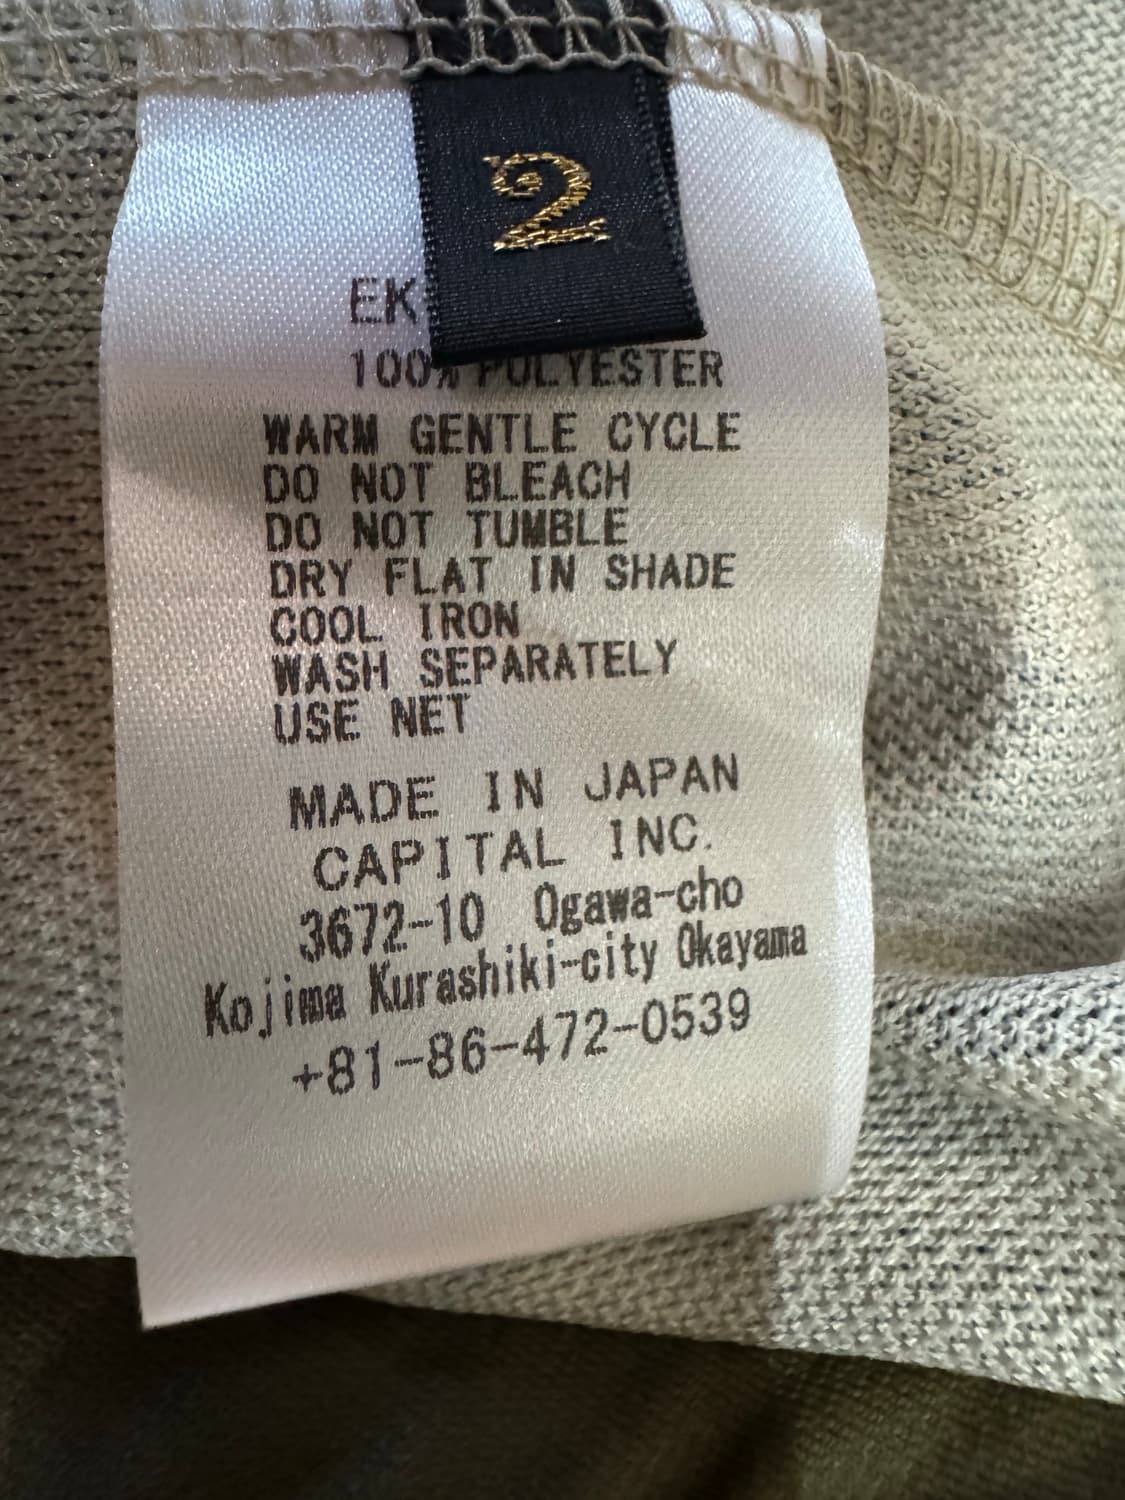 2
EK
100% POLYESTER
WARM GENTLE CYCLE
DO NOT BLEACH
DO NOT TUMBLE
DRY FLAT IN SHADE
COOL IRON
WASH SEPARATELY
USE NET
MADE IN JAPAN
CAPITAL INC.
3672-10 Ogawa-cho
Kojima Kurashiki-city Okayama
+81-86-472-0539